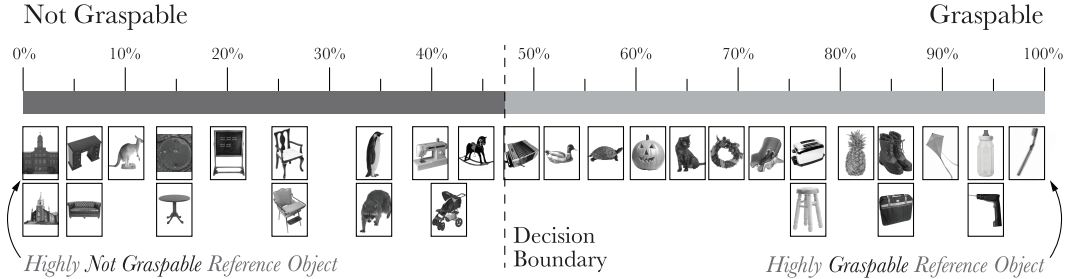 Not Graspable Graspable
0% 10% 20% 30% 40% 50% 60% 70% 80% 90% 100%
Decision
Boundary
Highly Not Graspable Reference Object Highly Graspable Reference Object